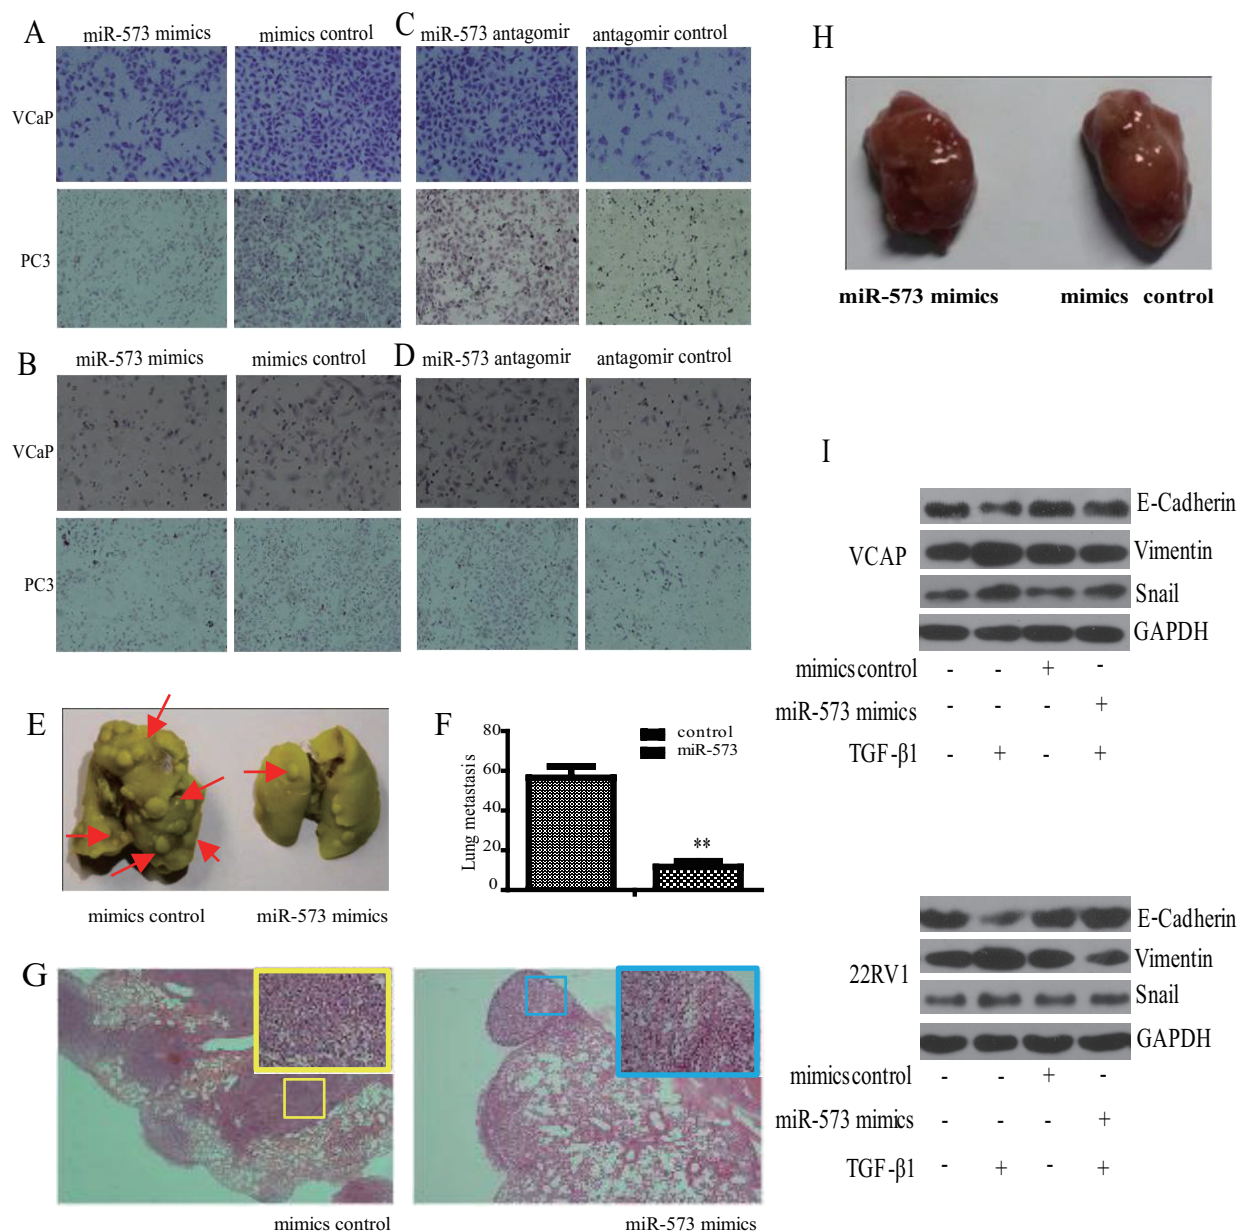 A
miR-573 mimics
mimics control
C
miR-573 antagomir
antagomir control
VCaP
PC3
B
miR-573 mimics
mimics control
D
miR-573 antagomir
antagomir control
VCaP
PC3
E
mimics control
miR-573 mimics
F
80
60
40
20
0
Lung metastasis
control
miR-573
**
G
mimics control
miR-573 mimics
H
miR-573 mimics
mimics control
I
VCAP
E-Cadherin
Vimentin
Snail
GAPDH
mimics control - - + -
miR-573 mimics - - - +
TGF-β1 - + - +
22RV1
E-Cadherin
Vimentin
Snail
GAPDH
mimics control - - + -
miR-573 mimics - - - +
TGF-β1 - + - +